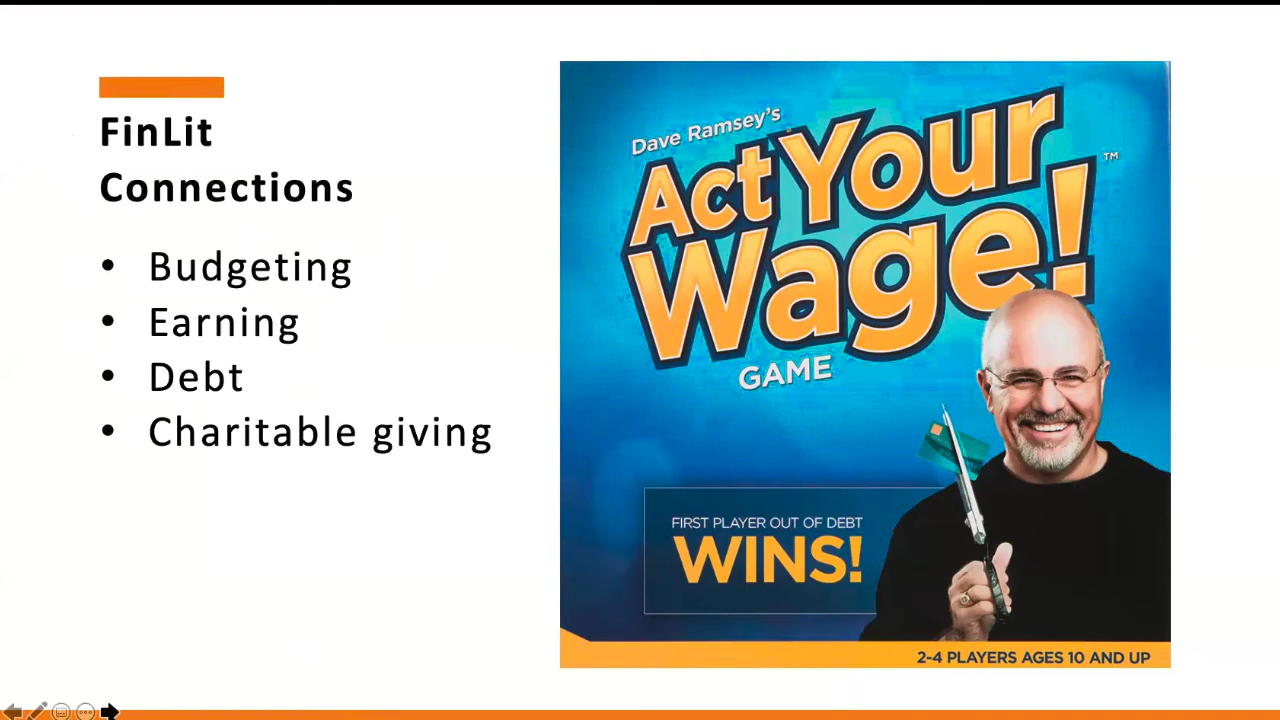 FinLit
Connections
• Budgeting
• Earning
• Debt
• Charitable giving
Dave Ramsey's
Act Your
Wage!™
GAME
FIRST PLAYER OUT OF DEBT
WINS!
2-4 PLAYERS AGES 10 AND UP